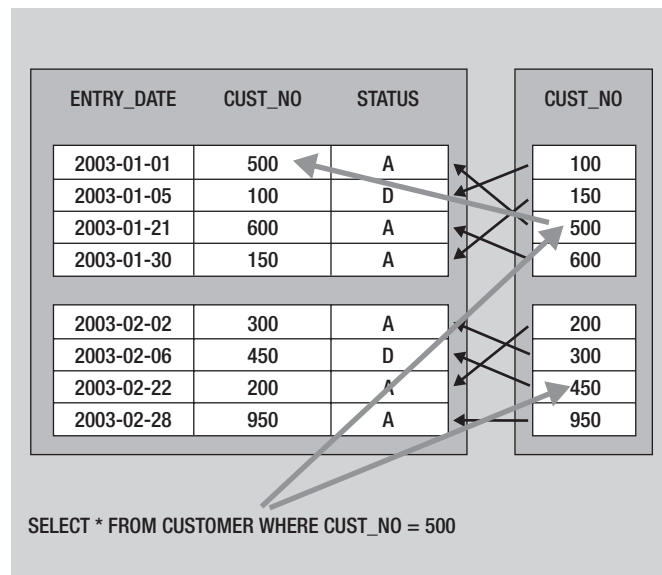 ENTRY_DATE CUST_NO STATUS CUST_NO
2003-01-01 500 A 100
2003-01-05 100 D 150
2003-01-21 600 A 500
2003-01-30 150 A 600
2003-02-02 300 A 200
2003-02-06 450 D 300
2003-02-22 200 A 450
2003-02-28 950 A 950
SELECT * FROM CUSTOMER WHERE CUST_NO = 500